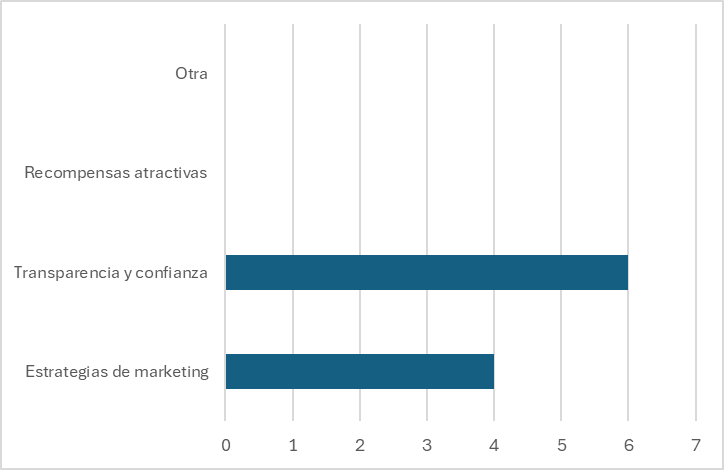 Otra
Recompensas atractivas
Transparencia y confianza
Estrategias de marketing
0 1 2 3 4 5 6 7